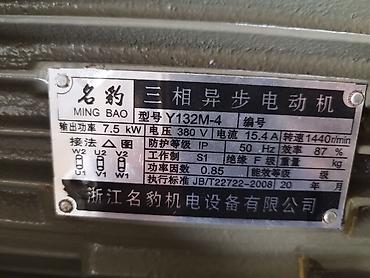 名豹 三相异步电动机
MING BAO 型号 Y132M-4 编号
输出功率 7.5 kW 电压 380 V 电流 15.4 A 转速 1440 r/min
接法 △ 图 防护等级 IP 50 Hz 效率 87 %
W2 U2 V2 工作制 S1 绝缘 F 级 重量 kg
U1 V1 W1 功率因数 0.85 能效等级 级
执行标准 JB/T22722-2008 20 年 月
浙江名豹机电设备有限公司